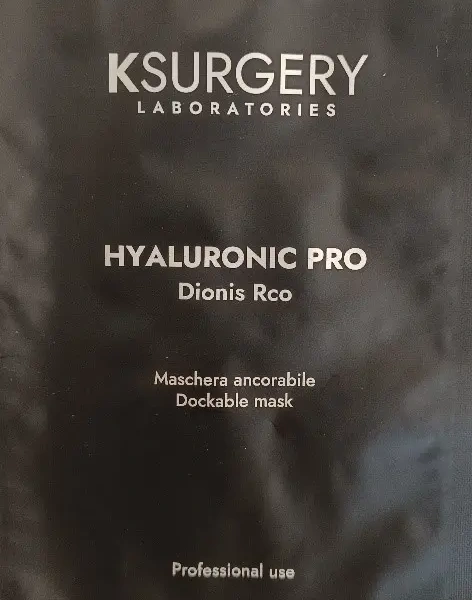 KSURGERY
LABORATORIES
HYALURONIC PRO
Dionis Rco
Maschera ancorabile
Dockable mask
Professional use